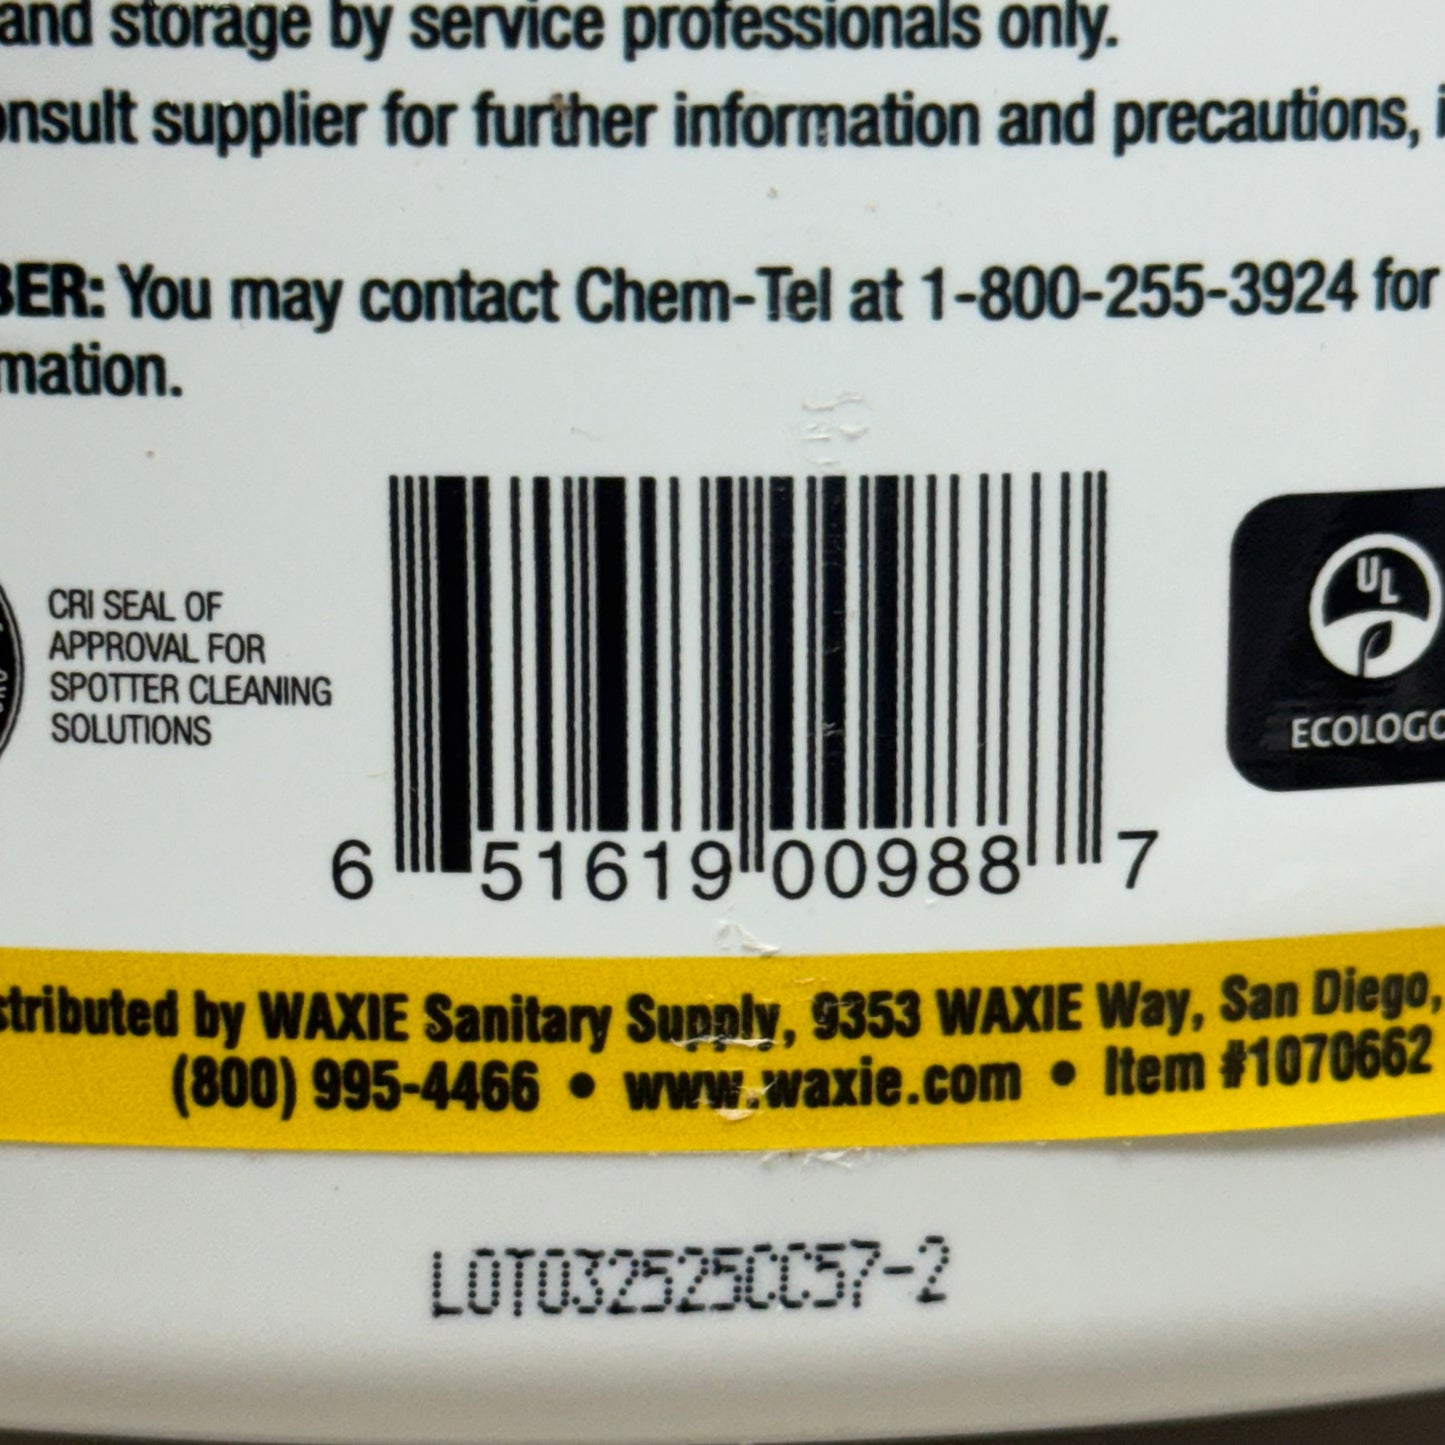 and storage by service professionals only.
onsult supplier for further information and precautions,
BER: You may contact Chem-Tel at 1-800-255-3924 for
mation.
CRI SEAL OF
APPROVAL FOR
SPOTTER CLEANING
SOLUTIONS
UL
ECOLOGO
6 51619 00988 7
stributed by WAXIE Sanitary Supply, 9353 WAXIE Way, San Diego,
(800) 995-4466 • www.waxie.com • Item #1070662
LOT032525CC57-2